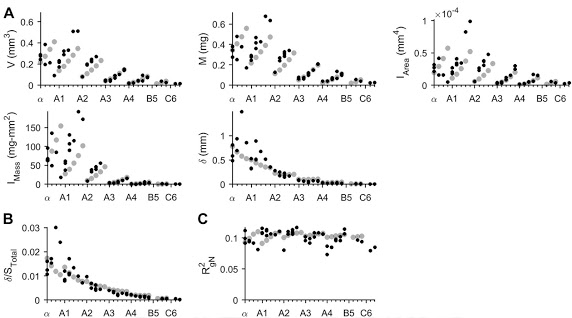 A
×10⁻⁴
V (mm³)
0.6
0.4
0.2
0
α A1 A2 A3 A4 B5 C6
M (mg)
0.6
0.4
0.2
0
α A1 A2 A3 A4 B5 C6
I_Area (mm⁴)
1
0.5
0
α A1 A2 A3 A4 B5 C6
I_Mass (mg-mm²)
150
100
50
0
α A1 A2 A3 A4 B5 C6
δ (mm)
1
0.5
0
α A1 A2 A3 A4 B5 C6
B
δ/S_Total
0.03
0.02
0.01
0
α A1 A2 A3 A4 B5 C6
C
R²_gN
0.1
0.05
0
α A1 A2 A3 A4 B5 C6